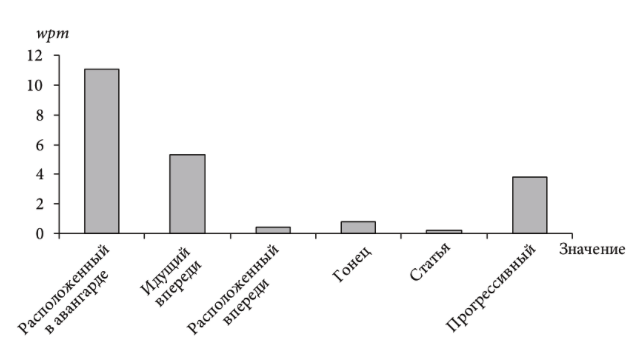 wpm
12
10
8
6
4
2
0
Расположенный
в авангарде
Идущий
впереди
Расположенный
впереди
Гонец
Статья
Прогрессивный
Значение